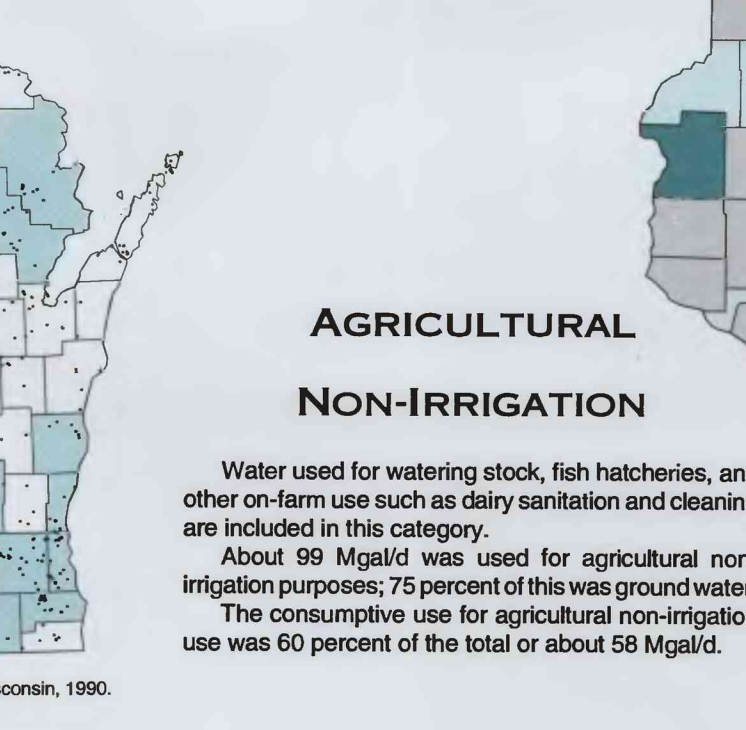 AGRICULTURAL
NON-IRRIGATION
Water used for watering stock, fish hatcheries, an
other on-farm use such as dairy sanitation and cleanin
are included in this category.
About 99 Mgal/d was used for agricultural non
irrigation purposes; 75 percent of this was ground water
The consumptive use for agricultural non-irrigatio
use was 60 percent of the total or about 58 Mgal/d.
sconsin, 1990.